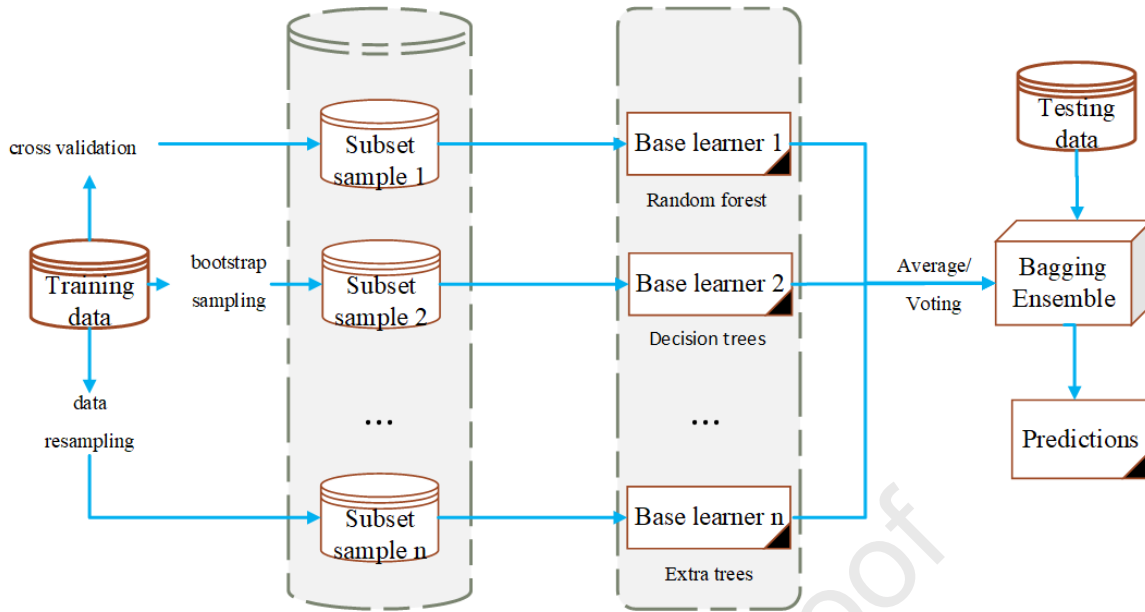 cross validation
Training
data
bootstrap
sampling
data
resampling
Subset
sample 1
Subset
sample 2
...
Subset
sample n
Base learner 1
Random forest
Base learner 2
Decision trees
...
Base learner n
Extra trees
Average/
Voting
Testing
data
Bagging
Ensemble
Predictions